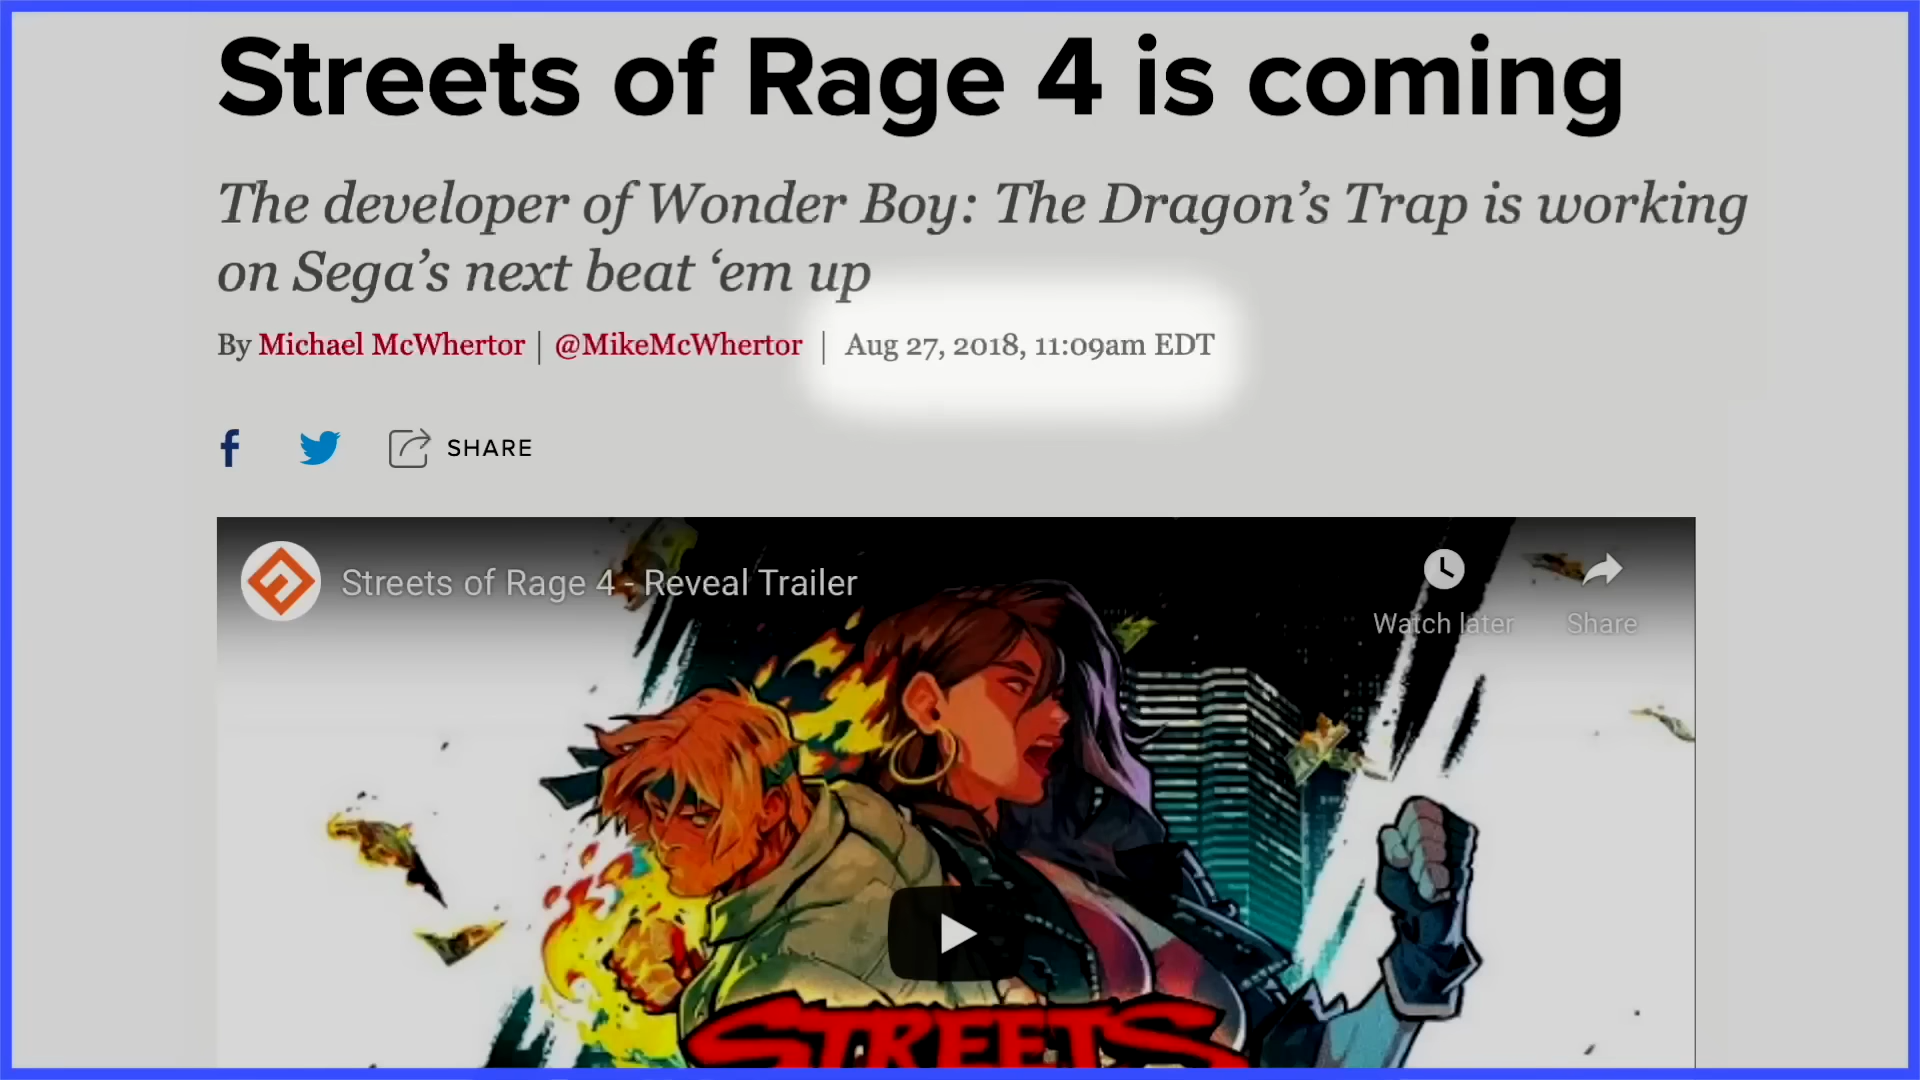 Streets of Rage 4 is coming
The developer of Wonder Boy: The Dragon’s Trap is working
on Sega’s next beat ‘em up
By Michael McWhertor | @MikeMcWhertor | Aug 27, 2018, 11:09am EDT
SHARE
Streets of Rage 4 - Reveal Trailer
Watch later
Share
STREETS